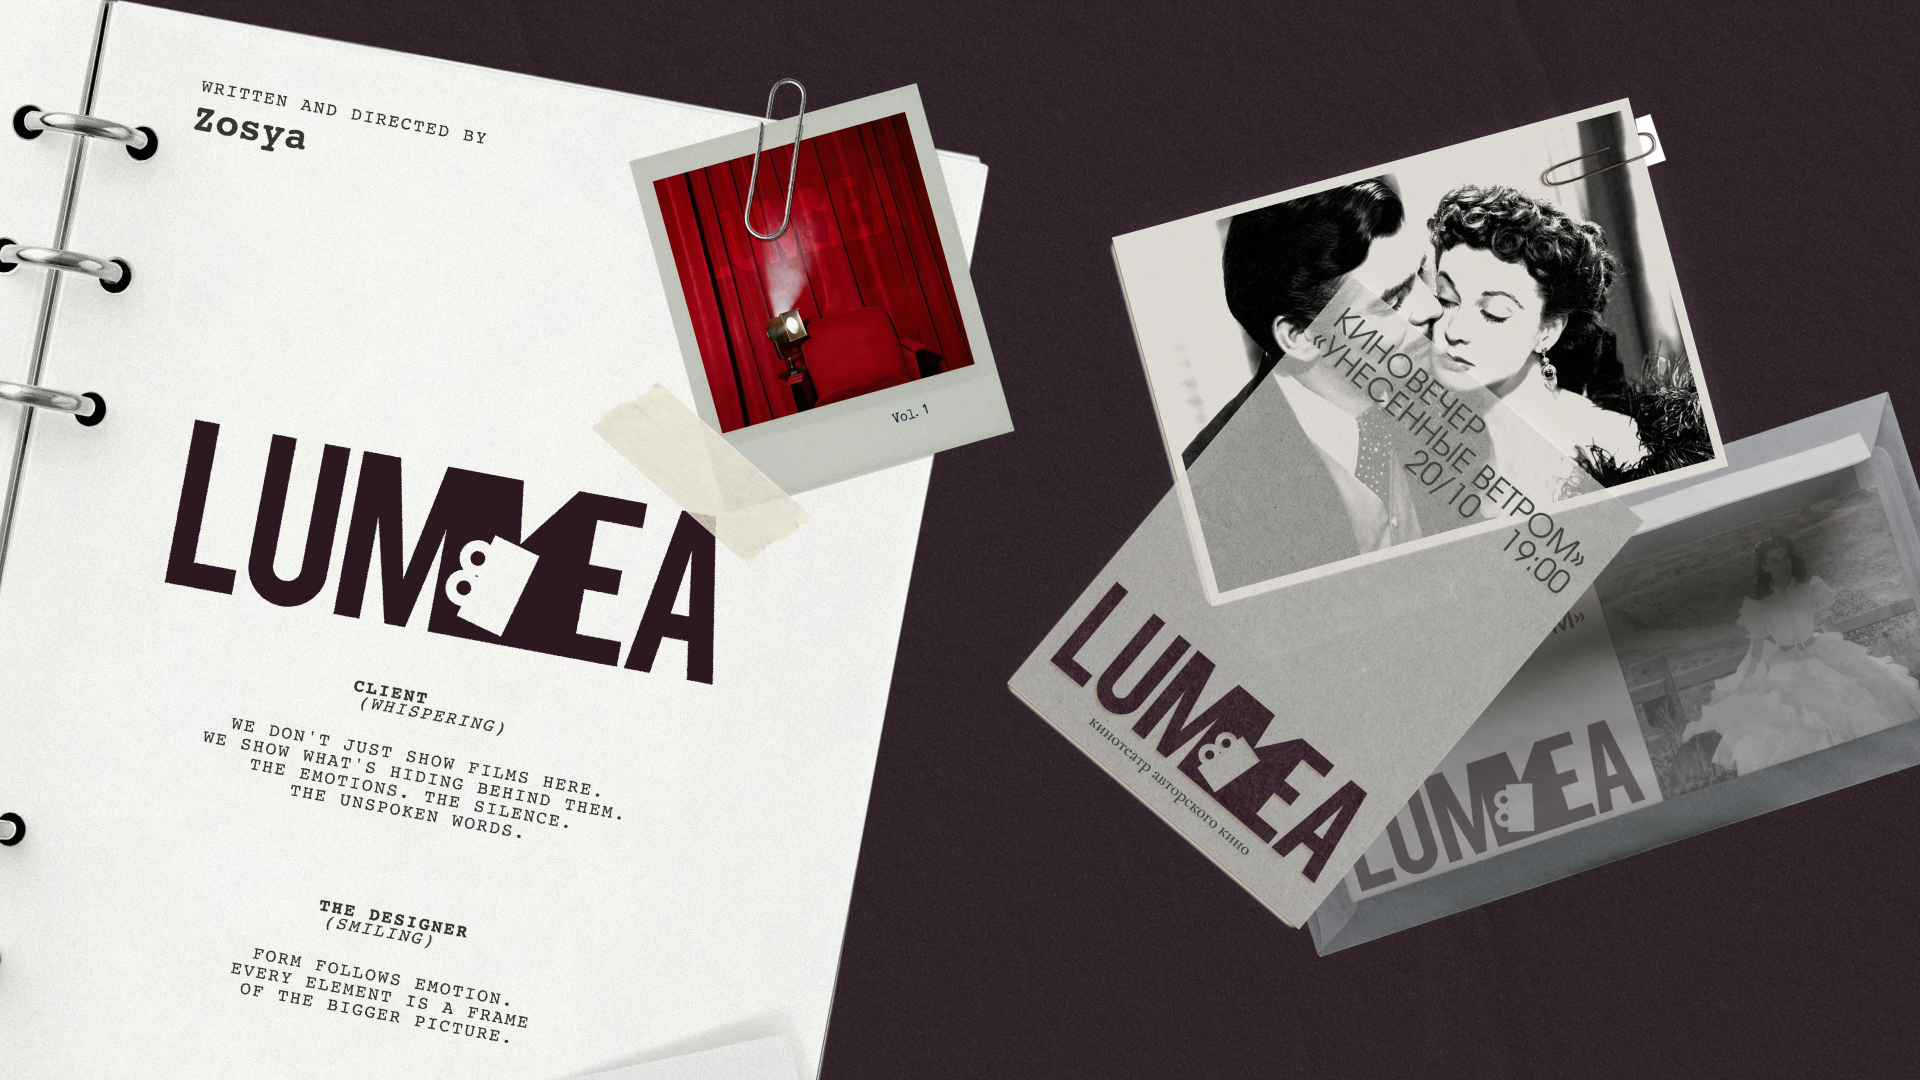 WRITTEN AND DIRECTED BY
Zosya
LUMEA
CLIENT
(WHISPERING)
WE DON'T JUST SHOW FILMS HERE.
WE SHOW WHAT'S HIDING BEHIND THEM.
THE EMOTIONS. THE SILENCE.
THE UNSPOKEN WORDS.
THE DESIGNER
(SMILING)
FORM FOLLOWS EMOTION.
EVERY ELEMENT IS A FRAME
OF THE BIGGER PICTURE.
LUMEA
Vol. 1
КИНОВЕЧЕР
«УНЕСЕННЫЕ ВЕТРОМ»
20/10 19:00
LUMEA
кинотеатр авторского кино
LUMEA